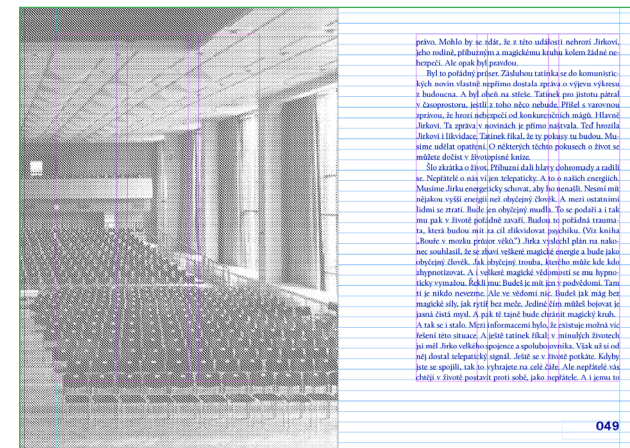 právo. Mohlo by se zdát, že z této události nehrozí Jirkovi,
jeho rodině, příbuzným a magickému kruhu kolem žádné ne-
bezpečí. Ale opak byl pravdou.
Byl to pořádný průser. Zásluhou tatínka se do komunistic-
kých novin vlastně nepřímo dostala zpráva o výjevu výkresu
z budoucna. A byl oheň na střeše. Tatínek pro jistotu pátral
v časoprostoru, jestli z toho něco nebude. Přišel s varovnou
zprávou, že hrozí nebezpečí od konkurenčních mágů. Hlavně
Jirkovi. Ta zpráva v novinách je přímo naštvala. Teď hrozila
Jirkovi i likvidace. Tatínek říkal, že ty pokusy tu budou. Mu-
síme udělat opatření. O některých těchto pokusech o život se
můžete dočíst v životopisné knize.
Šlo zkrátka o život. Příbuzní dali hlavy dohromady a radili
se. Nepřátelé o nás ví jen telepaticky. A to o našich energiích.
Musíme Jirku energeticky schovat, aby ho nenašli. Nesmí mít
nějakou vyšší energii než obyčejný člověk. A mezi ostatními
lidmi se ztratí. Bude jen obyčejný mudla. To se podaří a i tak
mu pak v životě pořádně zavaří. Budou to pořádná trauma-
ta, která budou mít za cíl zlikvidovat psychiku. (Viz kniha
„Bouře v mozku průzor věků.“) Jirka vyslechl plán na nako-
nec souhlasil, že se zbaví veškeré magické energie a bude jako
obyčejný člověk. Jak obyčejný trouba, kterého může kde kdo
zhypnotizovat. A i veškeré magické vědomosti se mu hypno-
ticky vymažou. Řekli mu: Budeš je mít jen v podvědomí. Tam
ti je nikdo nevezme. Ale ve vědomí nic. Budeš jak mág bez
magické síly, jak rytíř bez meče. Jediné čím můžeš bojovat je
jasná čistá mysl. A pak tě tajně bude chránit magický kruh.
A tak se i stalo. Mezi informacemi bylo, že existuje možná víc
řešení této situace. A ještě tatínek říkal: v minulých životech
jsi měl Jirko velkého spojence a spolubojovníka. Však už si od
něj dostal telepatický signál. Ještě se v životě potkáte. Kdyby
jste se spojili, tak to vyhrajete na celé čáře. Ale nepřátelé vás
chtějí v životě postavit proti sobě, jako nepřátele. A i jemu to
049